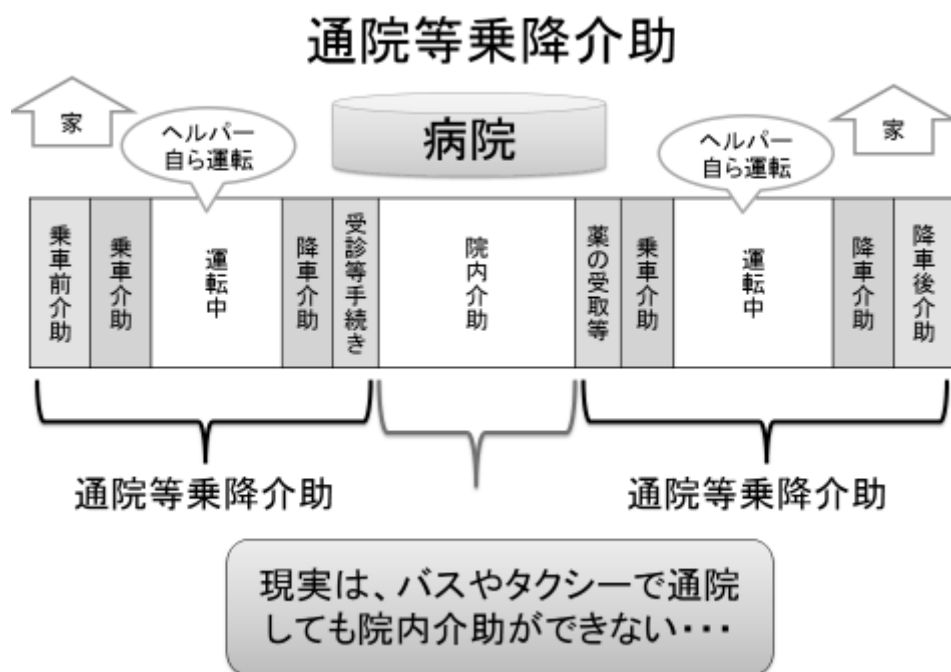 通院等乗降介助
家
ヘルパー
自ら運転
病院
ヘルパー
自ら運転
家
乗車前介助
乗車介助
運転中
降車介助
受診等手続き
院内介助
薬の受取等
乗車介助
運転中
降車介助
降車後介助
通院等乗降介助
通院等乗降介助
現実は、バスやタクシーで通院
しても院内介助ができない・・・